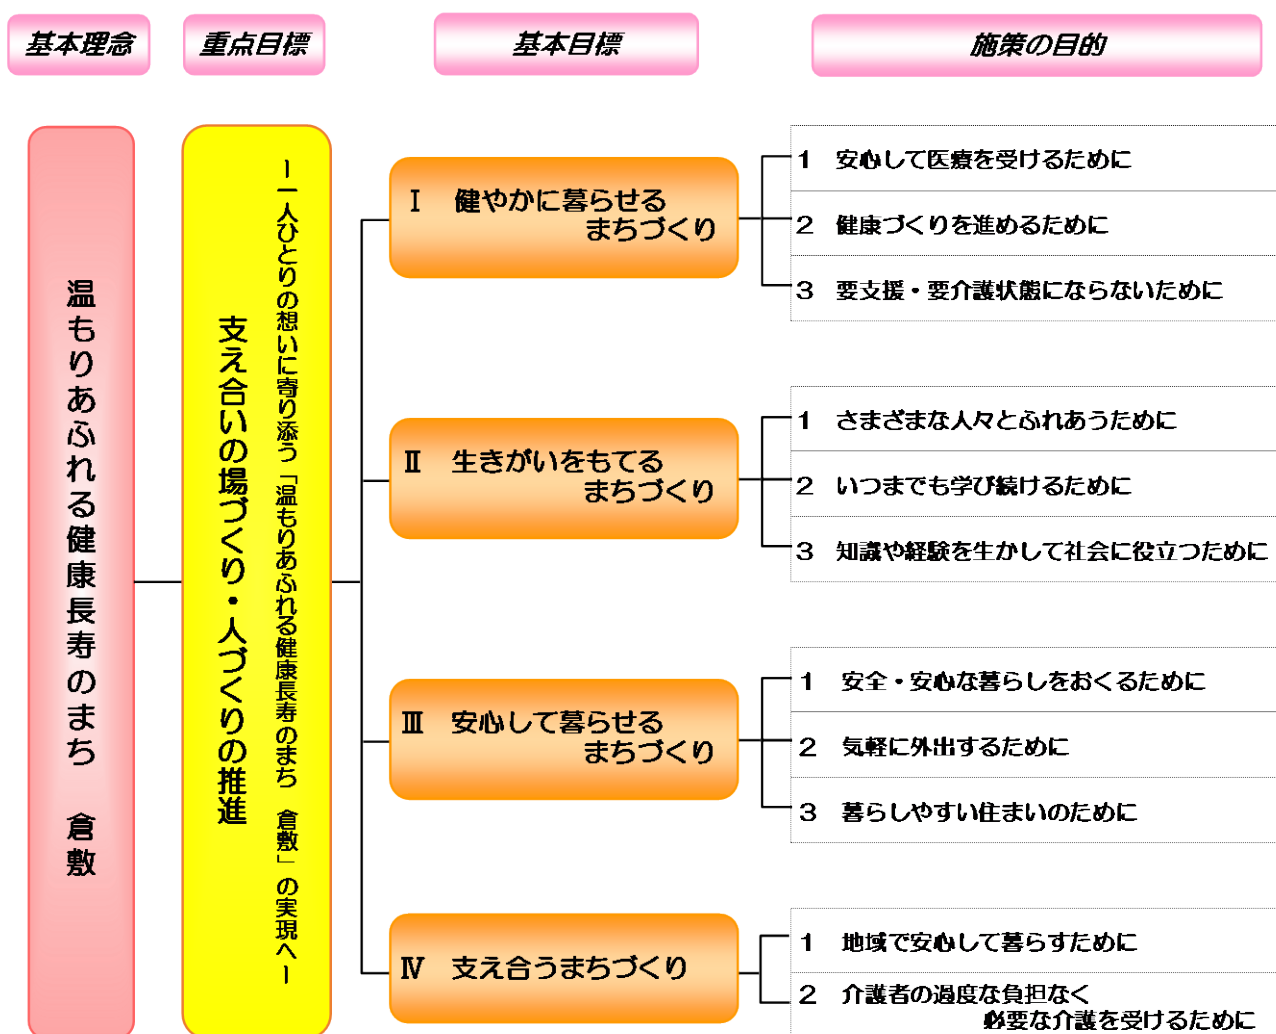 基本理念
重点目標
基本目標
施策の目的
温もりあふれる健康長寿のまち　倉敷
支え合いの場づくり・人づくりの推進
ー一人ひとりの想いに寄り添う「温もりあふれる健康長寿のまち　倉敷」の実現へー
Ⅰ　健やかに暮らせる
まちづくり
1　安心して医療を受けるために
2　健康づくりを進めるために
3　要支援・要介護状態にならないために
Ⅱ　生きがいをもてる
まちづくり
1　さまざまな人々とふれあうために
2　いつまでも学び続けるために
3　知識や経験を生かして社会に役立つために
Ⅲ　安心して暮らせる
まちづくり
1　安全・安心な暮らしをおくるために
2　気軽に外出するために
3　暮らしやすい住まいのために
Ⅳ　支え合うまちづくり
1　地域で安心して暮らすために
2　介護者の過度な負担なく
必要な介護を受けるために